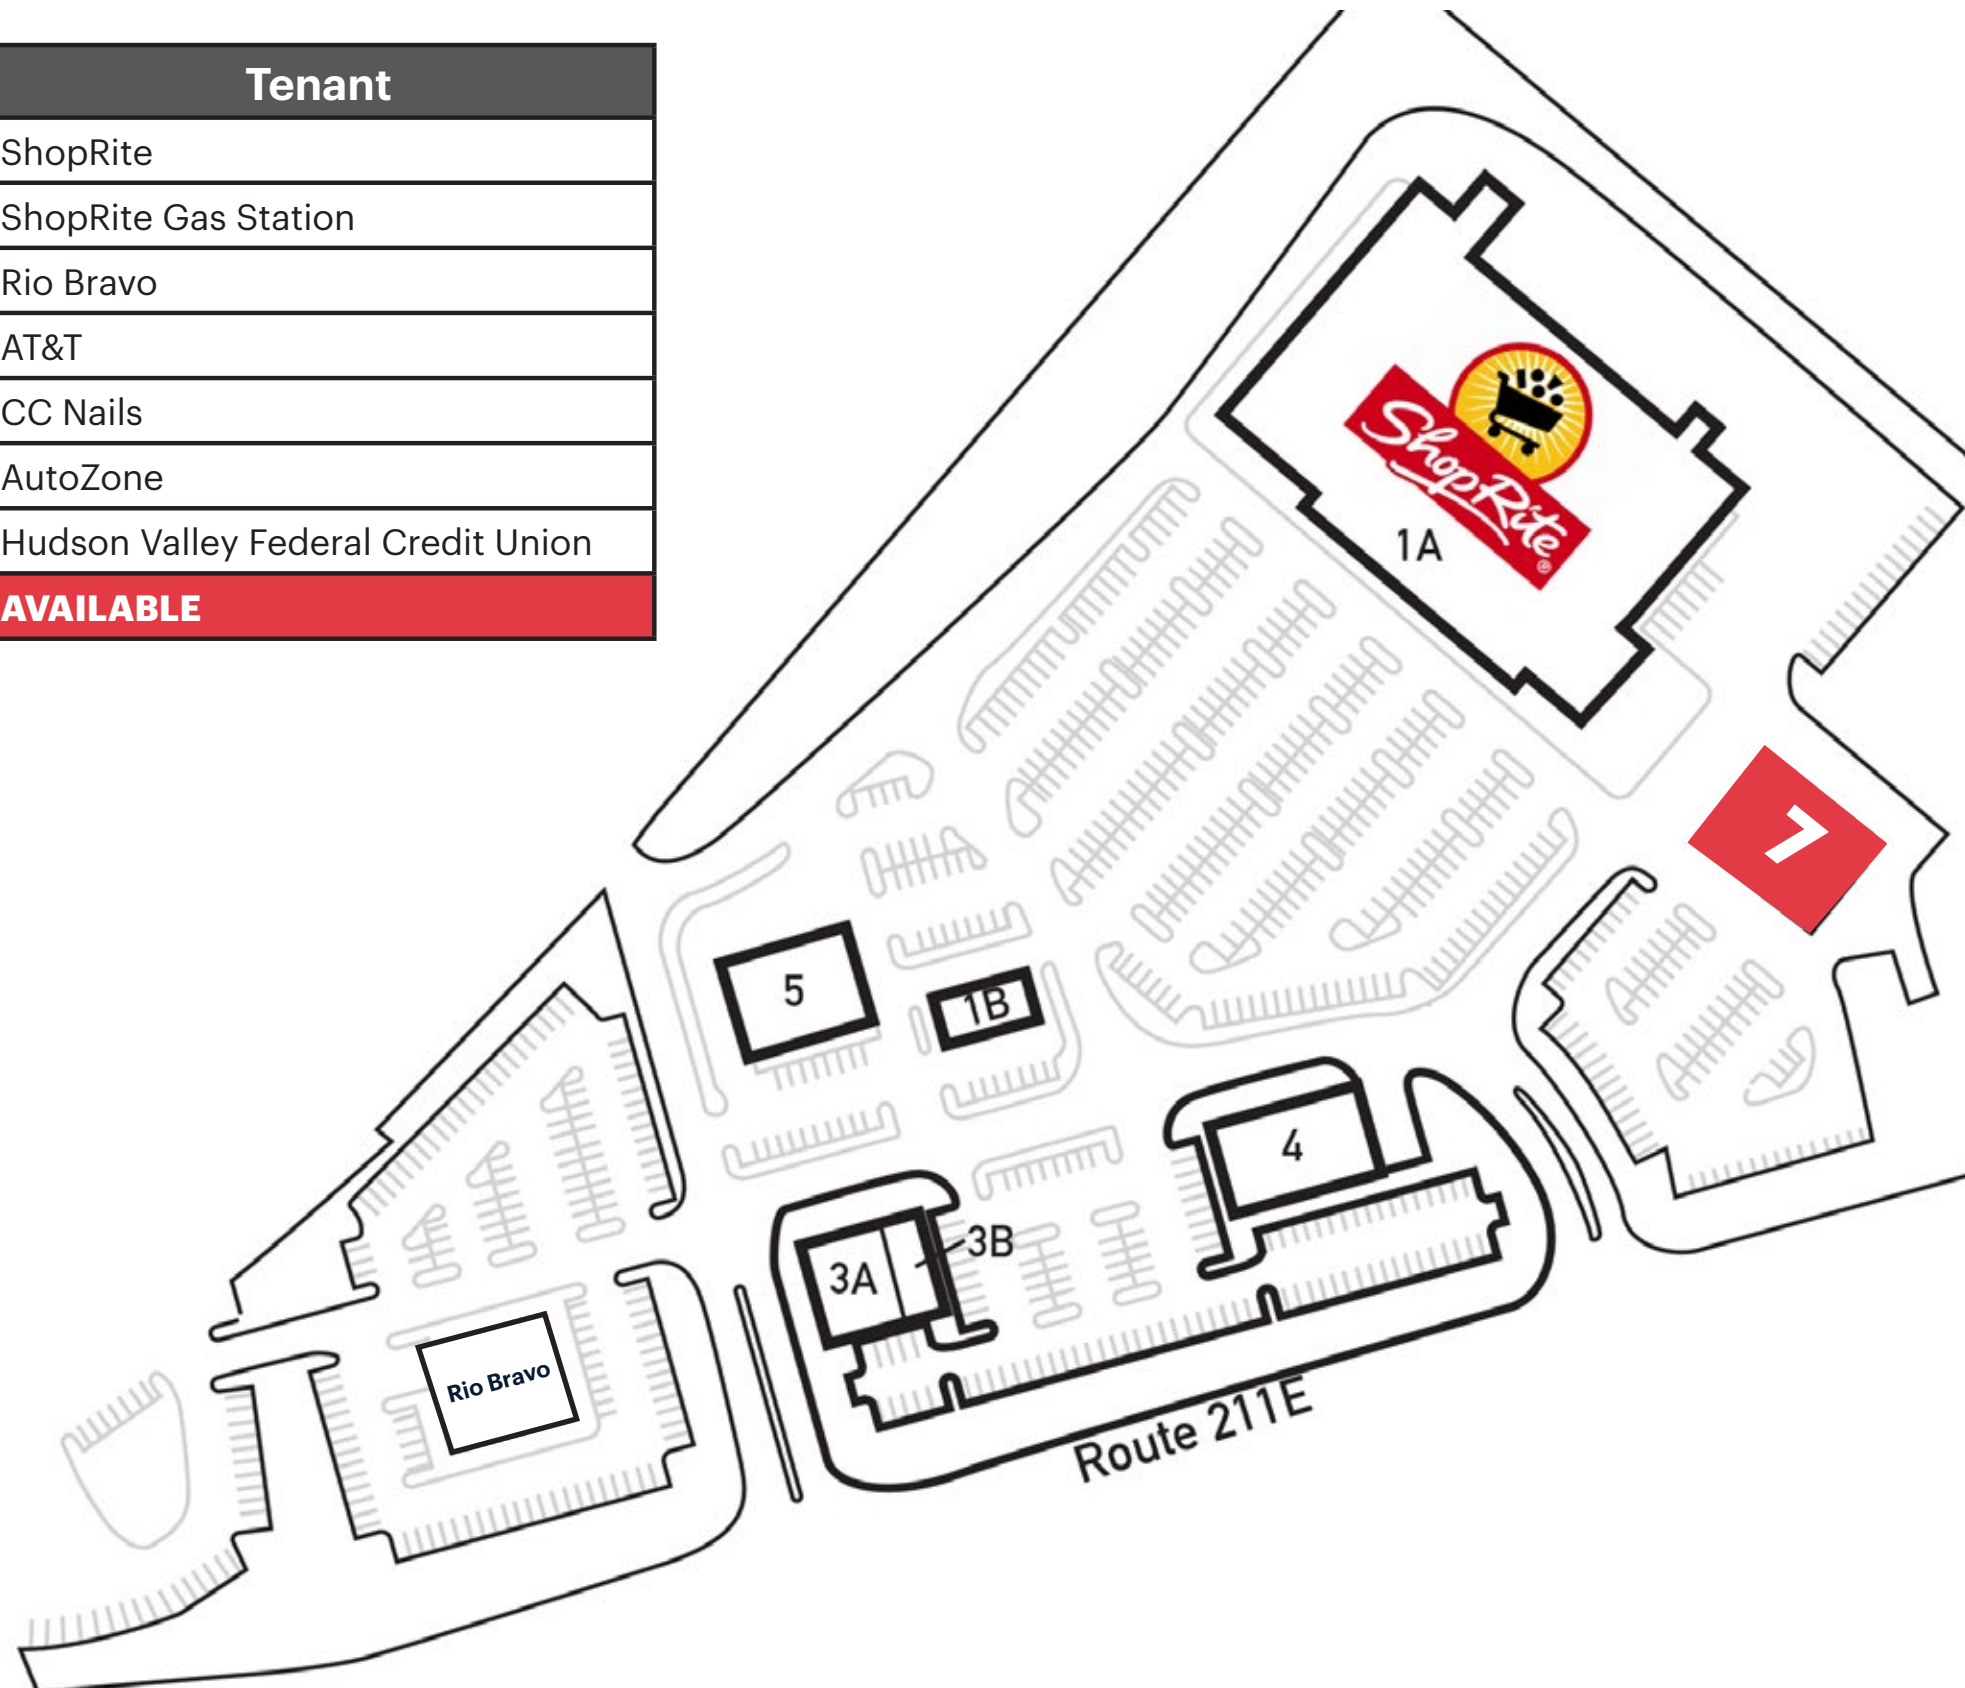 Tenant
ShopRite
ShopRite Gas Station
Rio Bravo
AT&T
CC Nails
AutoZone
Hudson Valley Federal Credit Union
AVAILABLE
ShopRite®
1A
7
5
1B
4
3B
3A
Rio Bravo
Route 211E